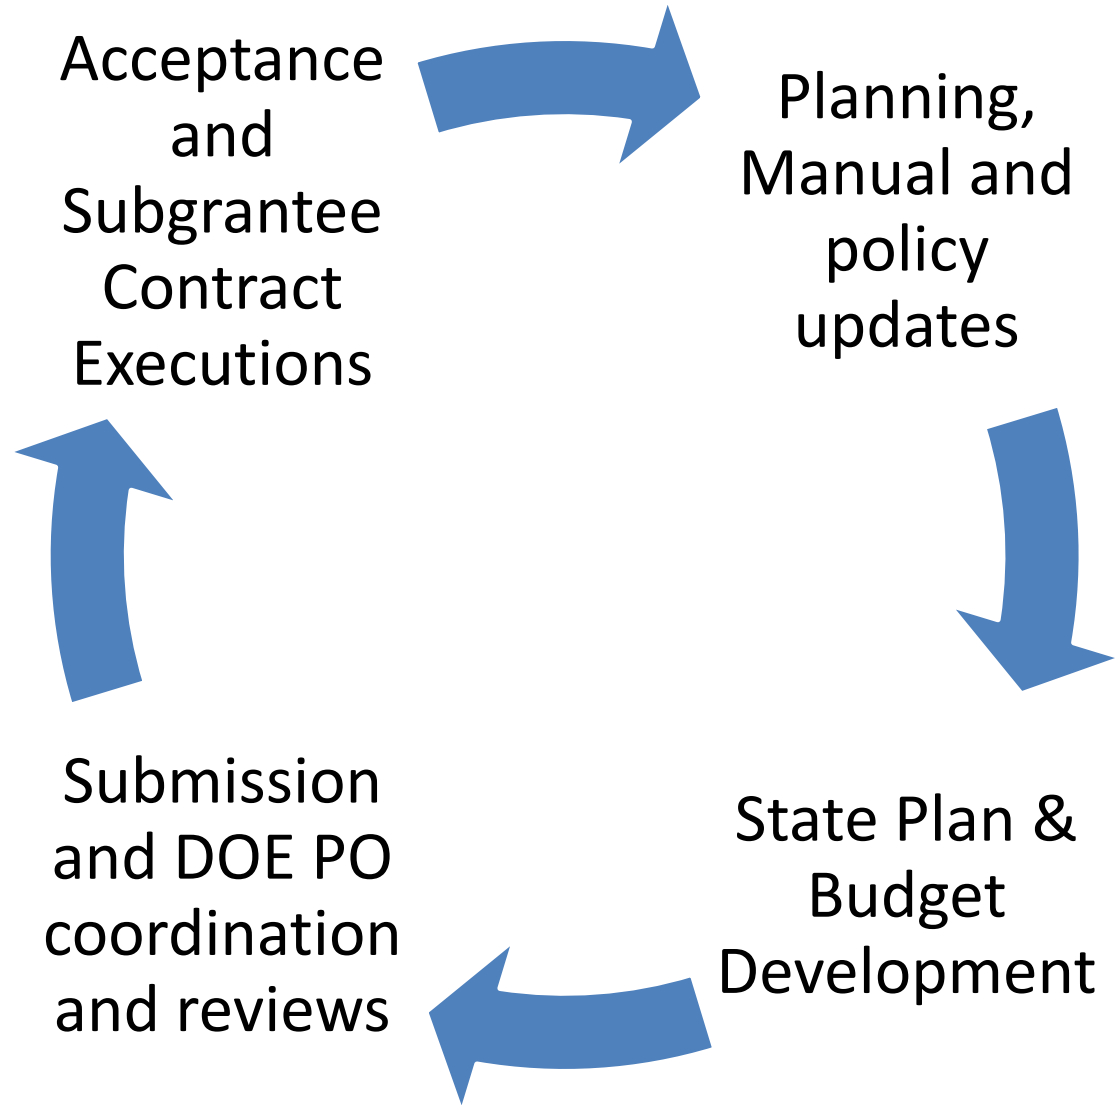 Acceptance
and
Subgrantee
Contract
Executions
Planning,
Manual and
policy
updates
State Plan &
Budget
Development
Submission
and DOE PO
coordination
and reviews